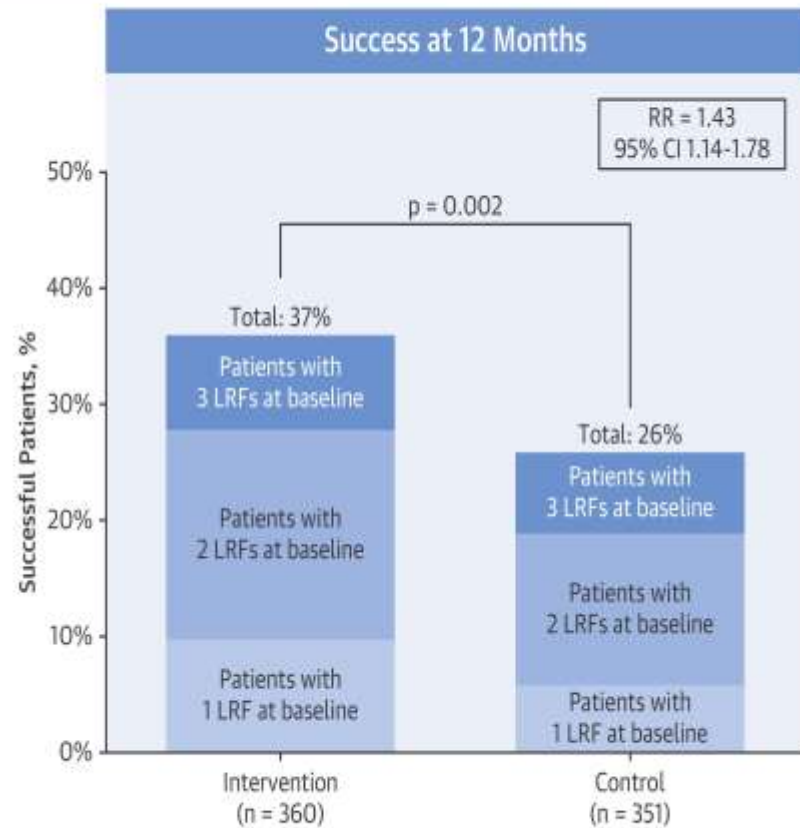 Success at 12 Months
RR = 1.43
95% CI 1.14-1.78
p = 0.002
Successful Patients, %
50%
40%
30%
20%
10%
0%
Total: 37%
Patients with
3 LRFs at baseline
Patients with
2 LRFs at baseline
Patients with
1 LRF at baseline
Total: 26%
Patients with
3 LRFs at baseline
Patients with
2 LRFs at baseline
Patients with
1 LRF at baseline
Intervention
(n = 360)
Control
(n = 351)